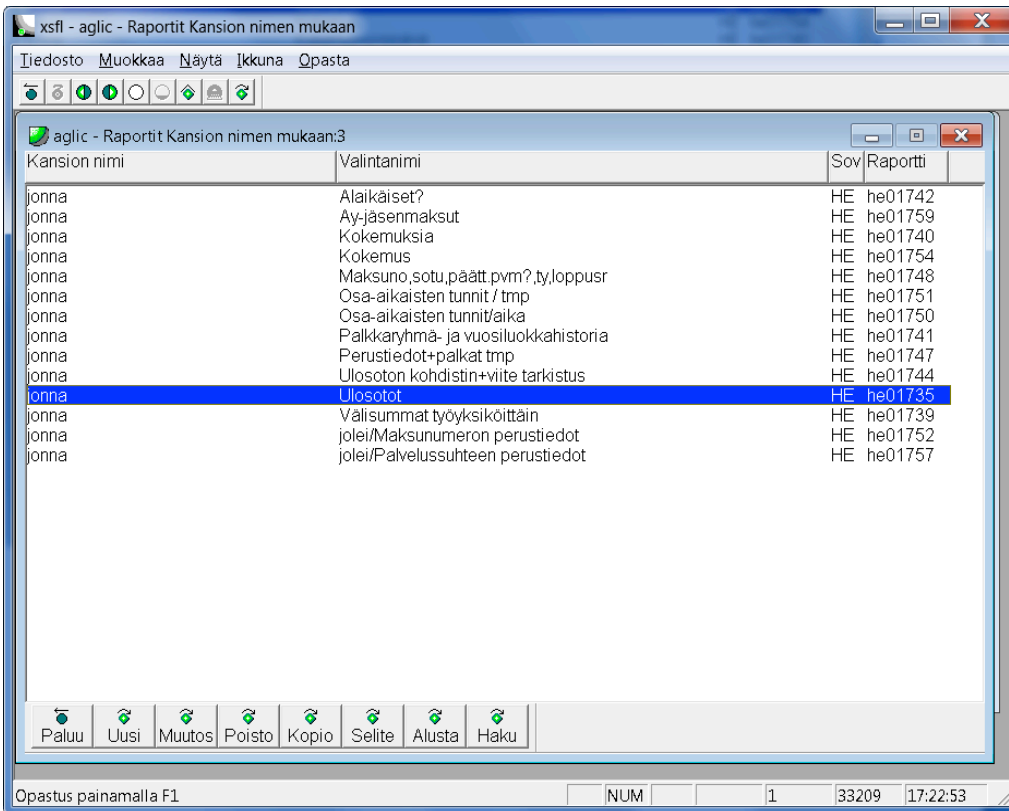 xsfl - aglic - Raportit Kansion nimen mukaan
Tiedosto Muokkaa Näytä Ikkuna Opasta
aglic - Raportit Kansion nimen mukaan:3
Kansion nimi Valintanimi Sov Raportti
jonna Alaikäiset? HE he01742
jonna Ay-jäsenmaksut HE he01759
jonna Kokemuksia HE he01740
jonna Kokemus HE he01754
jonna Maksuno,sotu,päätt.pvm?,ty,loppusr HE he01748
jonna Osa-aikaisten tunnit / tmp HE he01751
jonna Osa-aikaisten tunnit/aika HE he01750
jonna Palkkaryhmä- ja vuosiluokkahistoria HE he01741
jonna Perustiedot+palkat tmp HE he01747
jonna Ulosoton kohdistin+viite tarkistus HE he01744
jonna Ulosotot HE he01735
jonna Välisummat työyksiköittäin HE he01739
jonna jolei/Maksunumeron perustiedot HE he01752
jonna jolei/Palvelussuhteen perustiedot HE he01757
Paluu Uusi Muutos Poisto Kopio Selite Alusta Haku
Opastus painamalla F1 NUM 1 33209 17:22:53